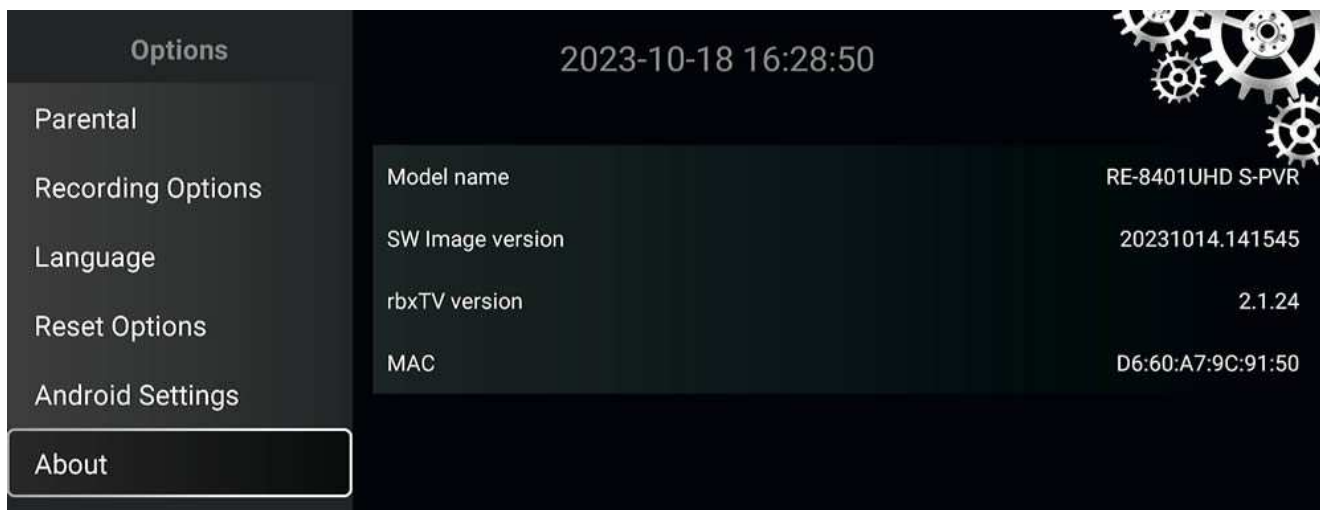 Options
Parental
Recording Options
Language
Reset Options
Android Settings
About
2023-10-18 16:28:50
Model name RE-8401UHD S-PVR
SW Image version 20231014.141545
rbxTV version 2.1.24
MAC D6:60:A7:9C:91:50